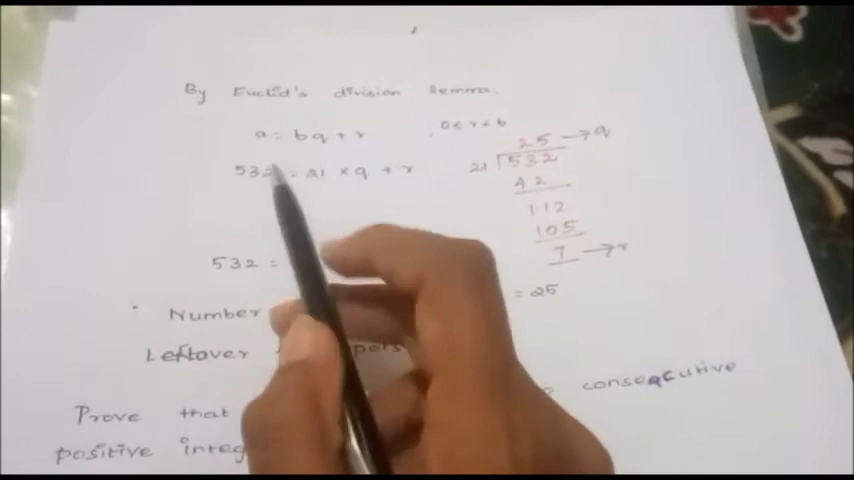 By Euclid's division lemma.
a = bq + r , 0 ≤ r < b
532 = 21 × q + r
25 → q
21 532
42
112
105
7 → r
532 =
Number = 25
Leftover
Prove that consecutive
positive